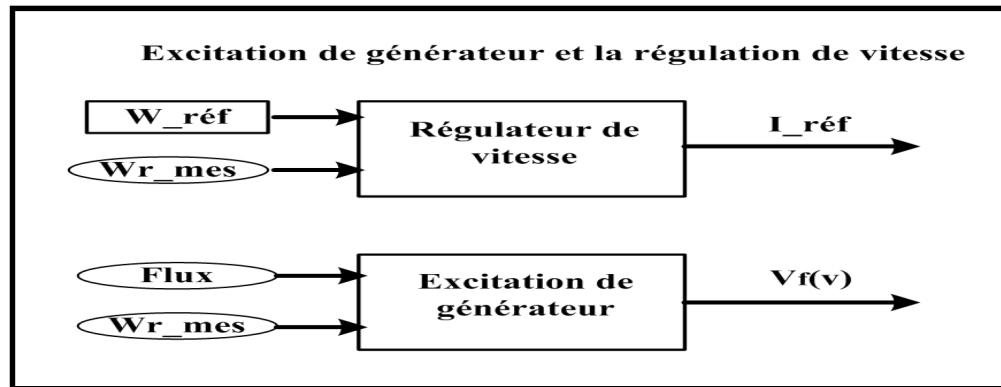 Excitation de générateur et la régulation de vitesse
W_réf
Wr_mes
Régulateur de
vitesse
I_réf
Flux
Wr_mes
Excitation de
générateur
Vf(v)